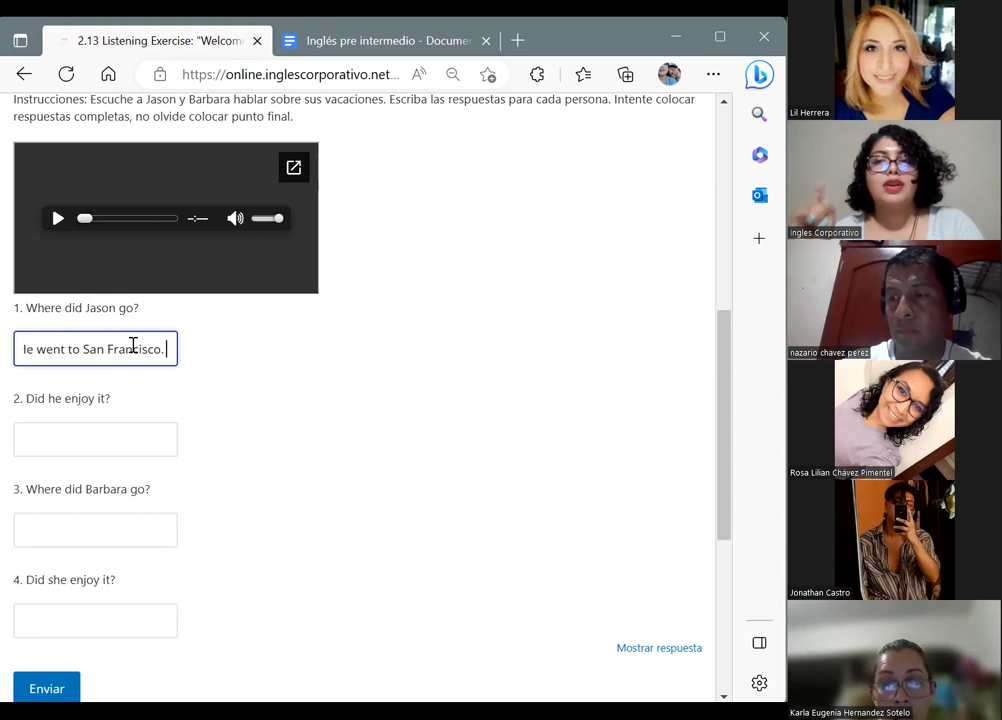 2.13 Listening Exercise: "Welcom
Inglés pre intermedio - Docume
https://online.inglescorporativo.net...
Instrucciones: Escuche a Jason y Barbara hablar sobre sus vacaciones. Escriba las respuestas para cada persona. Intente colocar
respuestas completas, no olvide colocar punto final.
1. Where did Jason go?
He went to San Francisco.
2. Did he enjoy it?
3. Where did Barbara go?
4. Did she enjoy it?
Mostrar respuesta
Enviar
Lil Herrera
Ingles Corporativo
nazario chavez perez
Rosa Lilian Chávez Pimentel
Jonathan Castro
Karla Eugenia Hernandez Sotelo